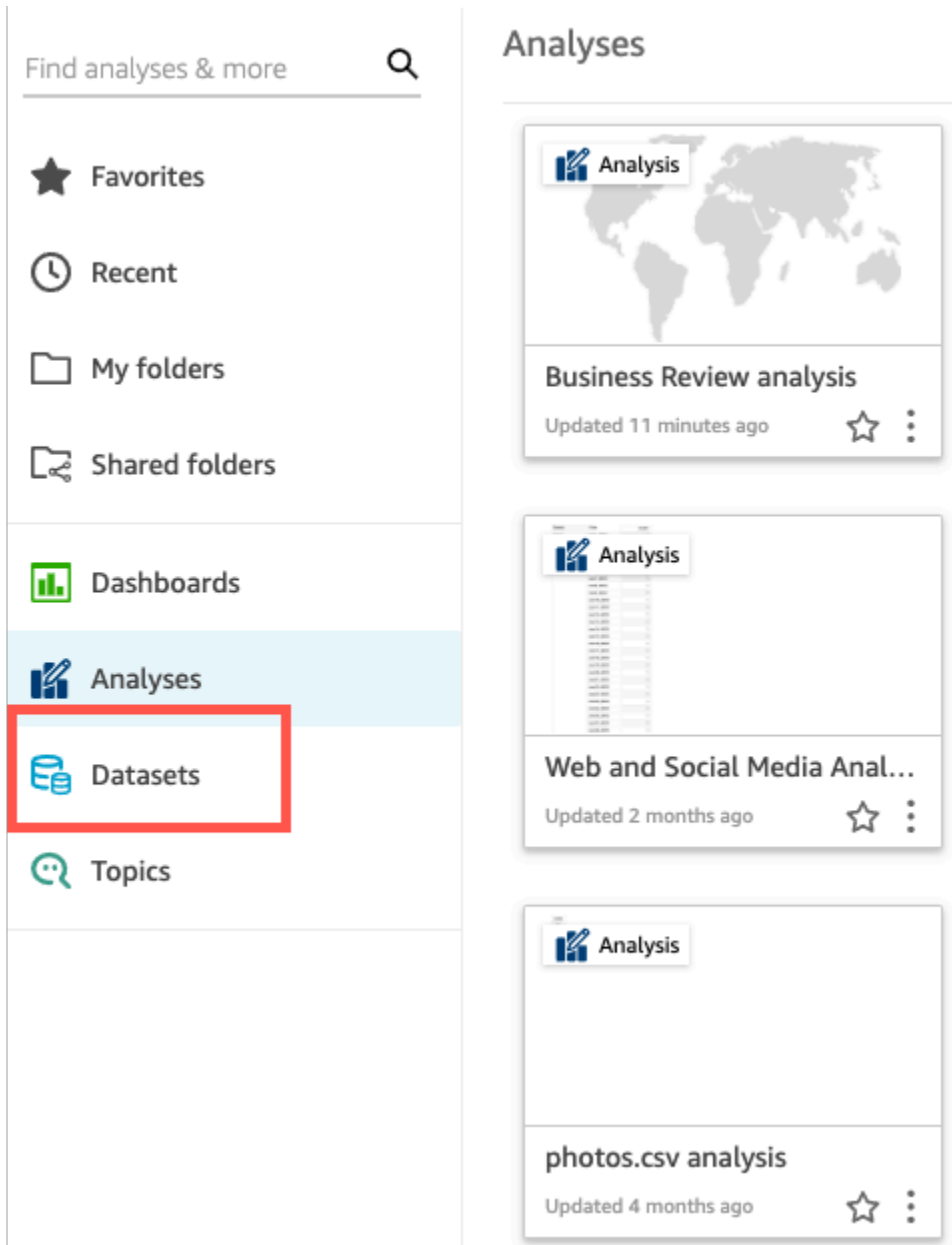 Find analyses & more
Favorites
Recent
My folders
Shared folders
Dashboards
Analyses
Datasets
Topics
Analyses
Analysis
Business Review analysis
Updated 11 minutes ago
Analysis
Web and Social Media Anal...
Updated 2 months ago
Analysis
photos.csv analysis
Updated 4 months ago